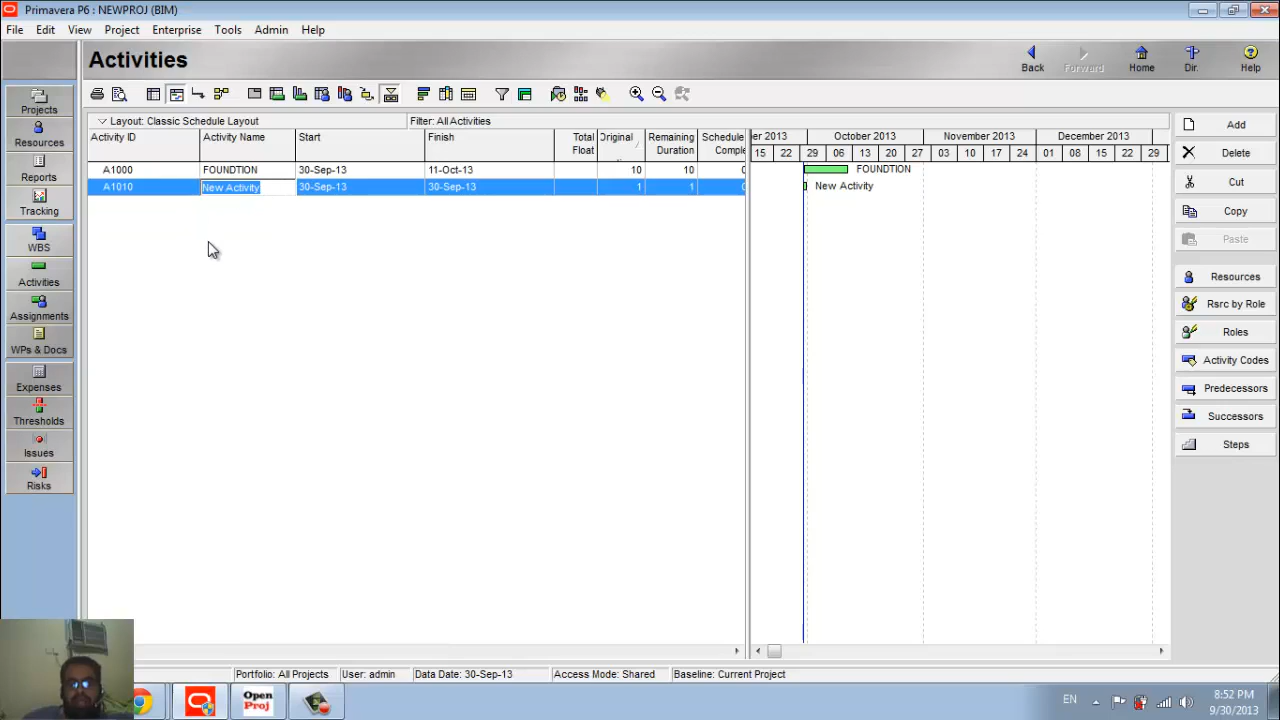 Primavera P6 : NEWPROJ (BIM)
File Edit View Project Enterprise Tools Admin Help
Activities
Back Forward Home Dir. Help
Layout: Classic Schedule Layout Filter: All Activities
Activity ID Activity Name Start Finish Total Float Original Remaining Duration Schedule Comple
er 2013 October 2013 November 2013 December 2013
15 22 29 06 13 20 27 03 10 17 24 01 08 15 22 29
A1000 FOUNDTION 30-Sep-13 11-Oct-13 10 10 0
FOUNDTION
A1010 New Activity 30-Sep-13 30-Sep-13 1 1 0
New Activity
Projects
Resources
Reports
Tracking
WBS
Activities
Assignments
WPs & Docs
Expenses
Thresholds
Issues
Risks
Add
Delete
Cut
Copy
Paste
Resources
Rsrc by Role
Roles
Activity Codes
Predecessors
Successors
Steps
Portfolio: All Projects User: admin Data Date: 30-Sep-13 Access Mode: Shared Baseline: Current Project
Open Proj
EN
8:52 PM
9/30/2013